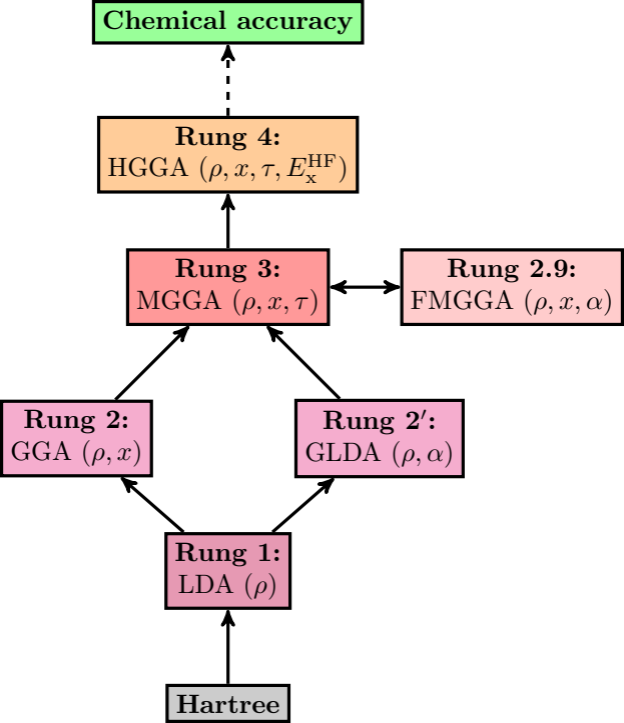 Chemical accuracy
Rung 4:
HGGA (ρ, x, τ, E_x^HF)
Rung 3:
MGGA (ρ, x, τ)
Rung 2.9:
FMGGA (ρ, x, α)
Rung 2:
GGA (ρ, x)
Rung 2′:
GLDA (ρ, α)
Rung 1:
LDA (ρ)
Hartree